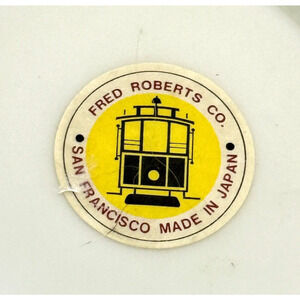 FRED ROBERTS CO.
• SAN FRANCISCO MADE IN JAPAN •